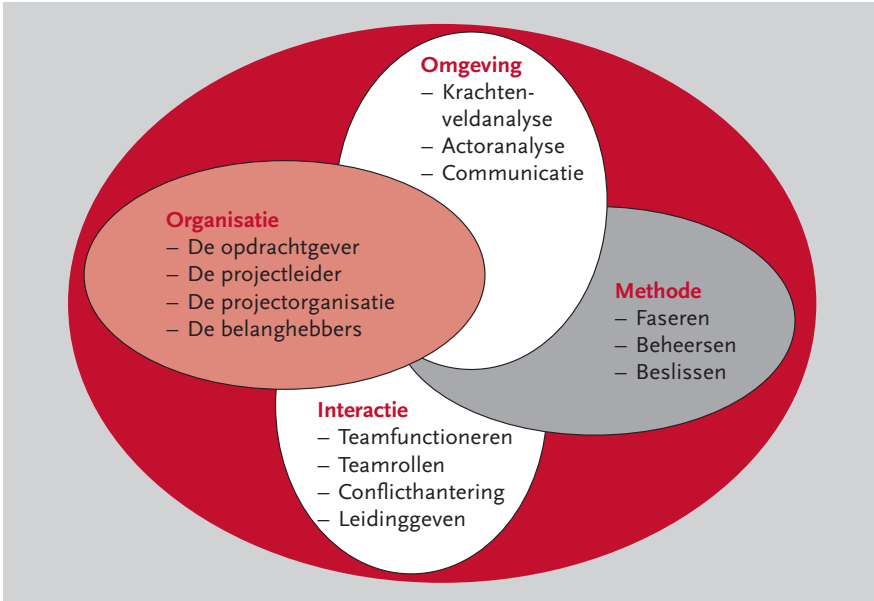 Omgeving
– Krachten-
veldanalyse
– Actoranalyse
– Communicatie
Organisatie
– De opdrachtgever
– De projectleider
– De projectorganisatie
– De belanghebbers
Methode
– Faseren
– Beheersen
– Beslissen
Interactie
– Teamfunctioneren
– Teamrollen
– Conflicthantering
– Leidinggeven